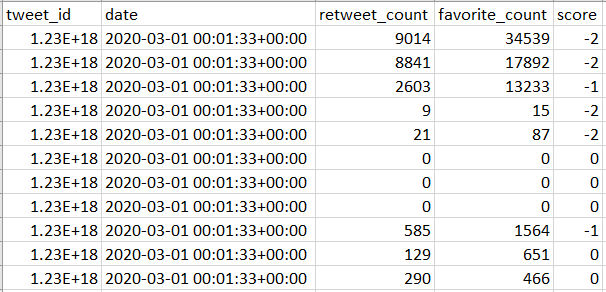 tweet_id date retweet_count favorite_count score
1.23E+18 2020-03-01 00:01:33+00:00 9014 34539 -2
1.23E+18 2020-03-01 00:01:33+00:00 8841 17892 -2
1.23E+18 2020-03-01 00:01:33+00:00 2603 13233 -1
1.23E+18 2020-03-01 00:01:33+00:00 9 15 -2
1.23E+18 2020-03-01 00:01:33+00:00 21 87 -2
1.23E+18 2020-03-01 00:01:33+00:00 0 0 0
1.23E+18 2020-03-01 00:01:33+00:00 0 0 0
1.23E+18 2020-03-01 00:01:33+00:00 0 0 0
1.23E+18 2020-03-01 00:01:33+00:00 585 1564 -1
1.23E+18 2020-03-01 00:01:33+00:00 129 651 0
1.23E+18 2020-03-01 00:01:33+00:00 290 466 0